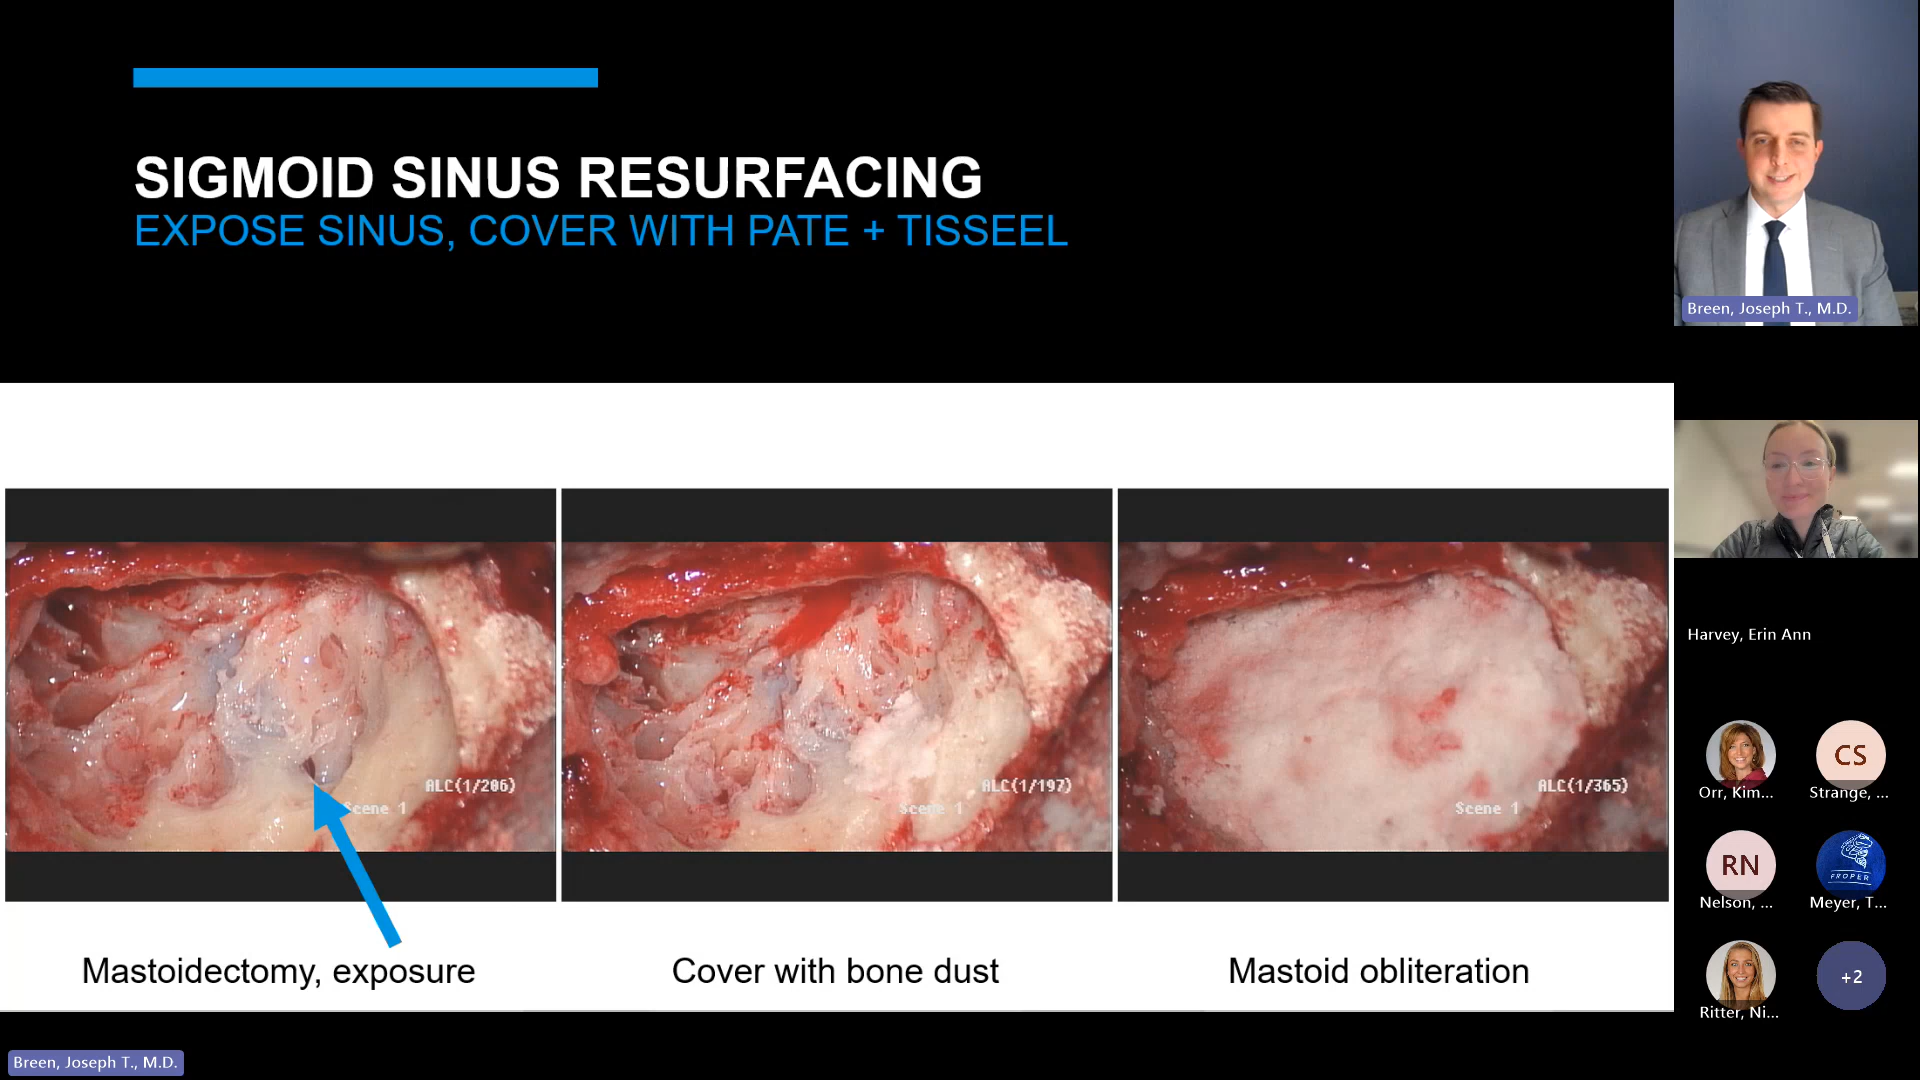 SIGMOID SINUS RESURFACING
EXPOSE SINUS, COVER WITH PATE + TISSEEL
ALC(1/206)
Scene 1
ALC(1/197)
Scene 1
ALC(1/365)
Scene 1
Mastoidectomy, exposure
Cover with bone dust
Mastoid obliteration
Breen, Joseph T., M.D.
Breen, Joseph T., M.D.
Harvey, Erin Ann
Orr, Kim...
CS
Strange, ...
RN
Nelson, ...
PROPER
Meyer, T...
Ritter, Ni...
+2